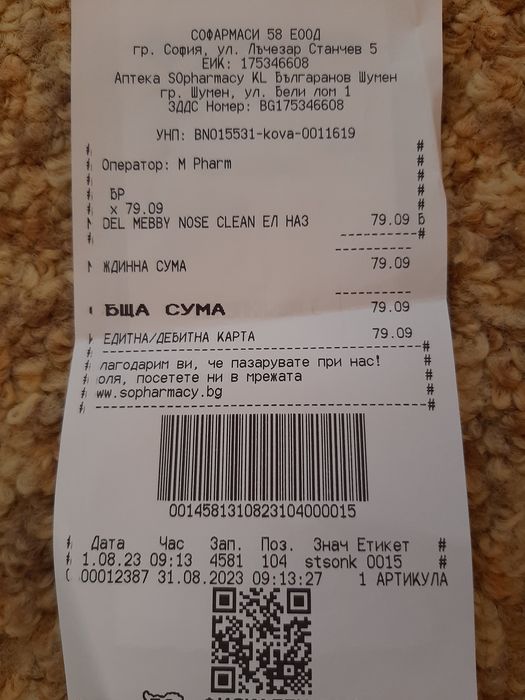 СОФАРМАСИ 58 ЕООД
гр. София, ул. Лъчезар Станчев 5
ЕИК: 175346608
Аптека SOpharmacy KL Българанов Шумен
гр. Шумен, ул. Бели лом 1
ЗДДС Номер: BG175346608
УНП: BN015531-kova-0011619
Оператор: M Pharm
БР
x 79.09
DEL MEBBY NOSE CLEAN ЕЛ НАЗ 79.09 Б
ЖДИННА СУМА 79.09
БЩА СУМА 79.09
ЕДИТНА/ДЕБИТНА КАРТА 79.09
лагодарим ви, че пазарувате при нас!
оля, посетете ни в мрежата
ww.sopharmacy.bg
0014581310823104000015
# Дата Час Зап. Поз. Знач Етикет #
# 1.08.23 09:13 4581 104 stsonk 0015 #
00012387 31.08.2023 09:13:27 1 АРТИКУЛА